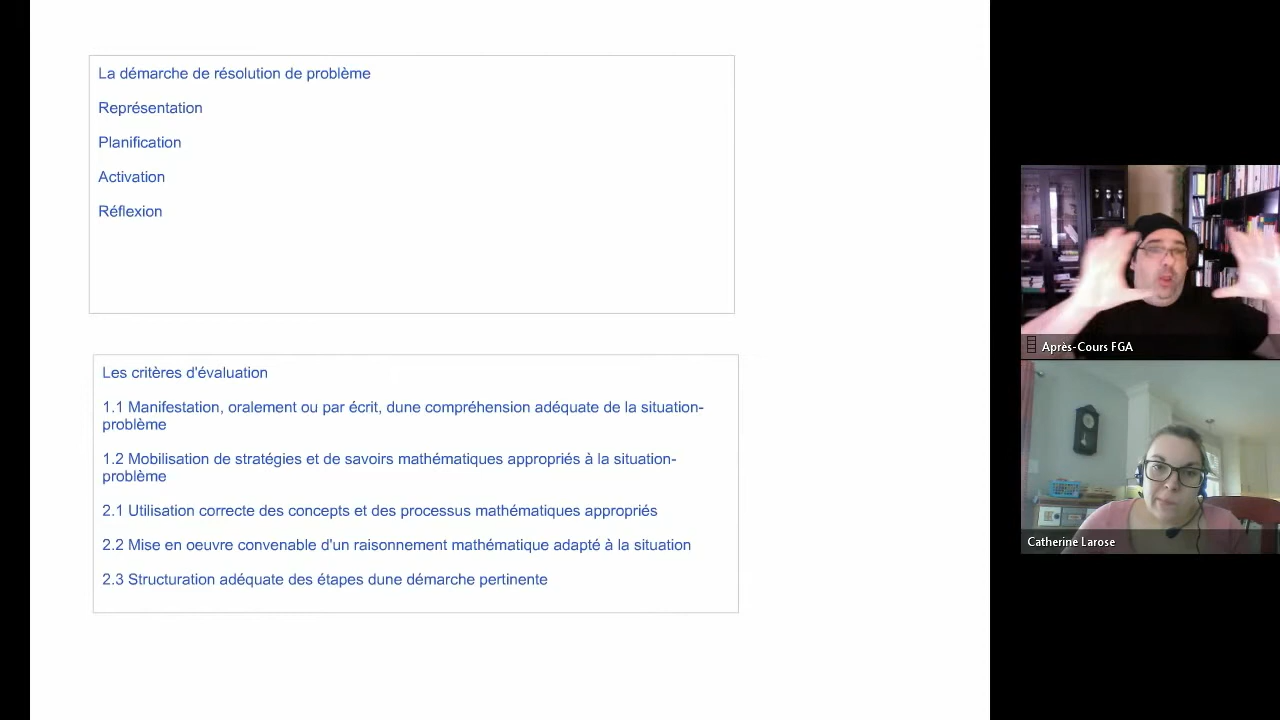 La démarche de résolution de problème
Représentation
Planification
Activation
Réflexion
Les critères d'évaluation
1.1 Manifestation, oralement ou par écrit, dune compréhension adéquate de la situation-
problème
1.2 Mobilisation de stratégies et de savoirs mathématiques appropriés à la situation-
problème
2.1 Utilisation correcte des concepts et des processus mathématiques appropriés
2.2 Mise en oeuvre convenable d'un raisonnement mathématique adapté à la situation
2.3 Structuration adéquate des étapes dune démarche pertinente
Après-Cours FGA
Catherine Larose